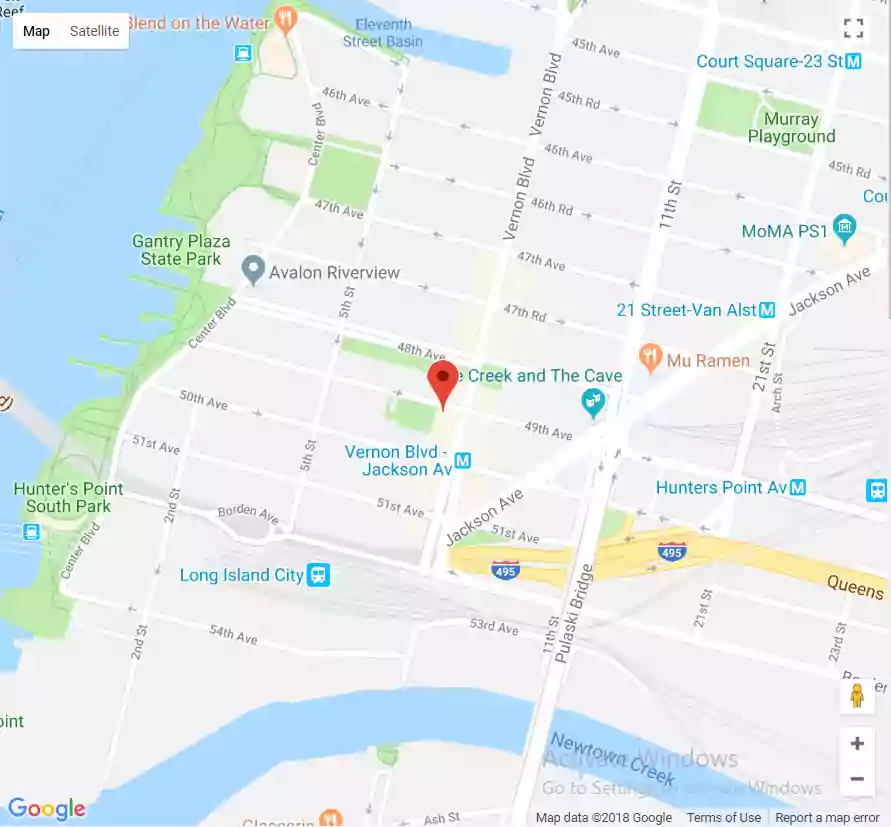 Reef
Map
Satellite
Blend on the Water
Eleventh
Street Basin
45th Ave
Court Square-23 St
M
46th Ave
Center Blvd
Vernon Blvd
45th Rd
Murray
Playground
46th Ave
45th Rd
Vernon Blvd
11th St
47th Ave
46th Rd
Cou
Gantry Plaza
State Park
MoMA PS1
Avalon Riverview
47th Ave
Jackson Ave
Center Blvd
5th St
47th Rd
21 Street-Van Alst
M
48th Ave
Mu Ramen
21st St
e Creek and The Cave
Arch St
50th Ave
49th Ave
51st Ave
5th St
Vernon Blvd -
Jackson Av
M
Hunter's Point
South Park
2nd St
Hunters Point Av
M
Borden Ave
51st Ave
Jackson Ave
51st Ave
Center Blvd
495
495
Long Island City
Pulaski Bridge
Queens
21st St
2nd St
54th Ave
53rd Ave
11th St
23rd St
oint
Newtown Creek
Activate Windows
Go to Settings to activate Windows
Google
Ash St
Map data ©2018 Google
Terms of Use
Report a map error